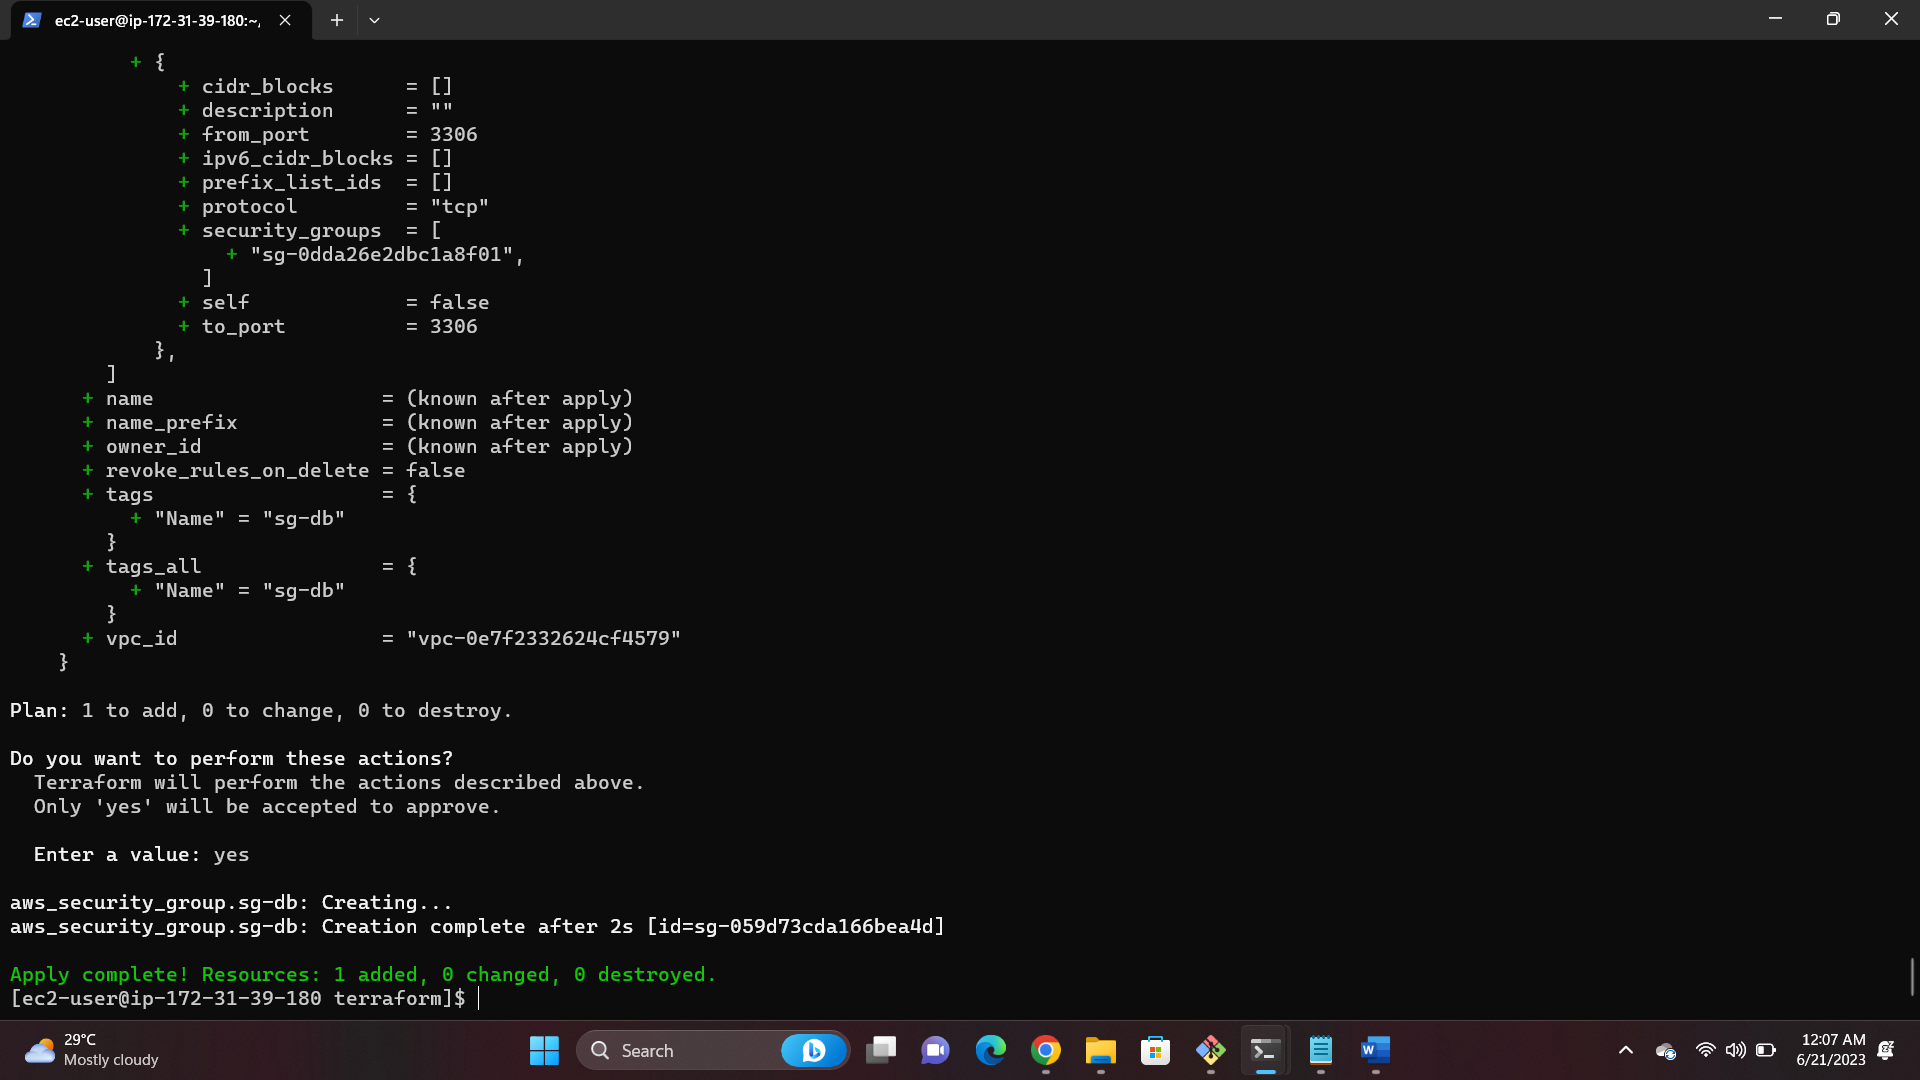 ec2-user@ip-172-31-39-180:~/
          + {
              + cidr_blocks      = []
              + description      = ""
              + from_port        = 3306
              + ipv6_cidr_blocks = []
              + prefix_list_ids  = []
              + protocol         = "tcp"
              + security_groups  = [
                  + "sg-0dda26e2dbc1a8f01",
                ]
              + self             = false
              + to_port          = 3306
            },
        ]
      + name                   = (known after apply)
      + name_prefix            = (known after apply)
      + owner_id               = (known after apply)
      + revoke_rules_on_delete = false
      + tags                   = {
          + "Name" = "sg-db"
        }
      + tags_all               = {
          + "Name" = "sg-db"
        }
      + vpc_id                 = "vpc-0e7f2332624cf4579"
    }
Plan: 1 to add, 0 to change, 0 to destroy.
Do you want to perform these actions?
  Terraform will perform the actions described above.
  Only 'yes' will be accepted to approve.
  Enter a value: yes
aws_security_group.sg-db: Creating...
aws_security_group.sg-db: Creation complete after 2s [id=sg-059d73cda166bea4d]
Apply complete! Resources: 1 added, 0 changed, 0 destroyed.
[ec2-user@ip-172-31-39-180 terraform]$
29°C
Mostly cloudy
Search
12:07 AM
6/21/2023